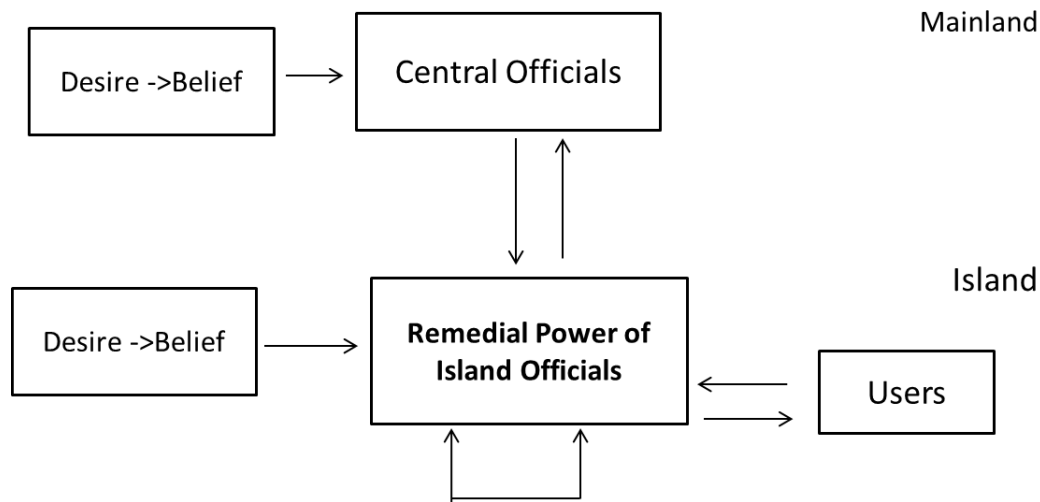 Mainland
Desire ->Belief
Central Officials
Island
Desire ->Belief
Remedial Power of
Island Officials
Users